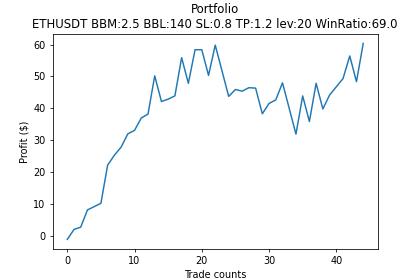 Portfolio
ETHUSDT BBM:2.5 BBL:140 SL:0.8 TP:1.2 lev:20 WinRatio:69.0
60
50
40
30
20
10
0
Profit ($)
0 10 20 30 40
Trade counts